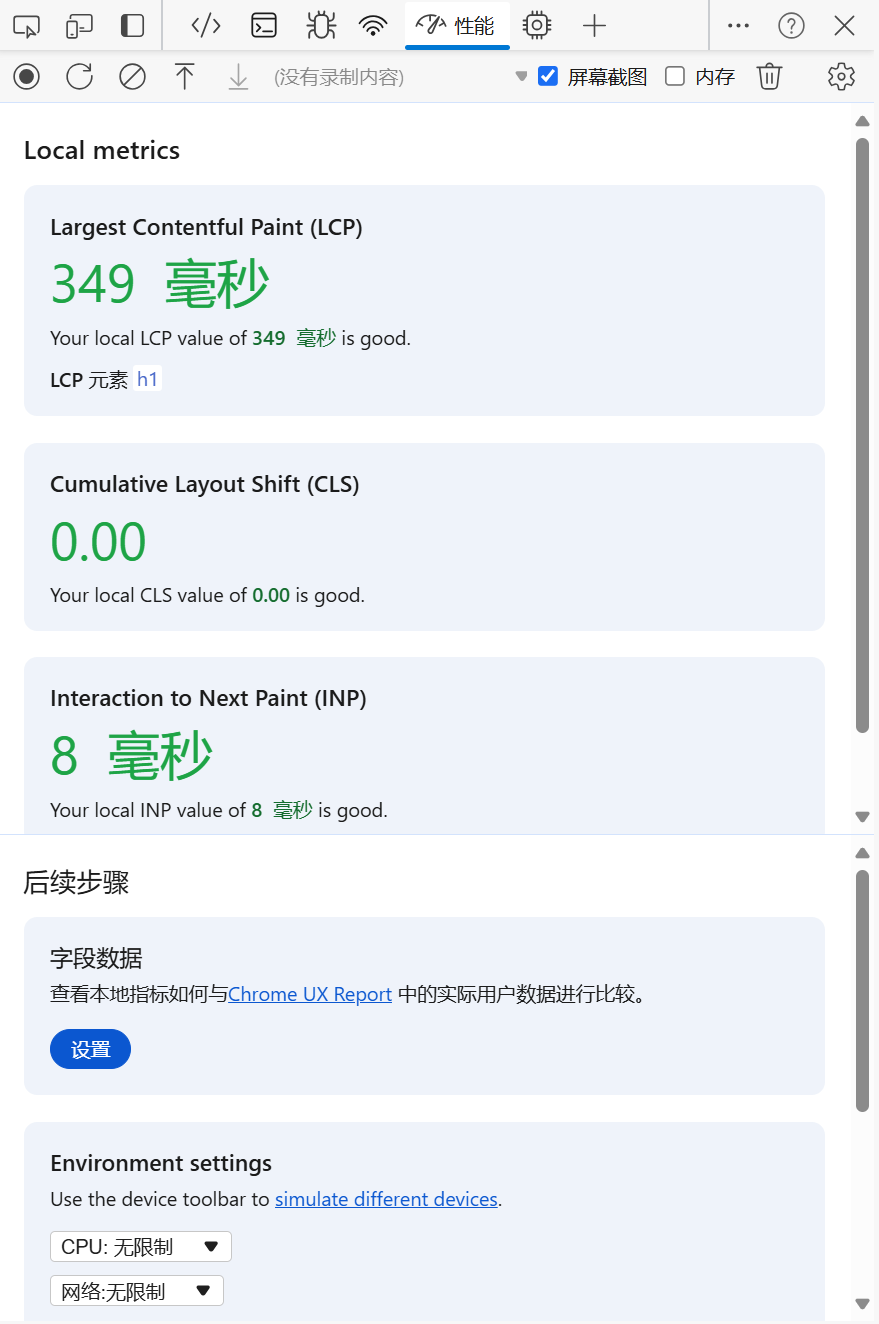 性能
(没有录制内容) 屏幕截图 内存
Local metrics
Largest Contentful Paint (LCP)
349 毫秒
Your local LCP value of 349 毫秒 is good.
LCP 元素 h1
Cumulative Layout Shift (CLS)
0.00
Your local CLS value of 0.00 is good.
Interaction to Next Paint (INP)
8 毫秒
Your local INP value of 8 毫秒 is good.
后续步骤
字段数据
查看本地指标如何与Chrome UX Report 中的实际用户数据进行比较。
设置
Environment settings
Use the device toolbar to simulate different devices.
CPU: 无限制
网络:无限制